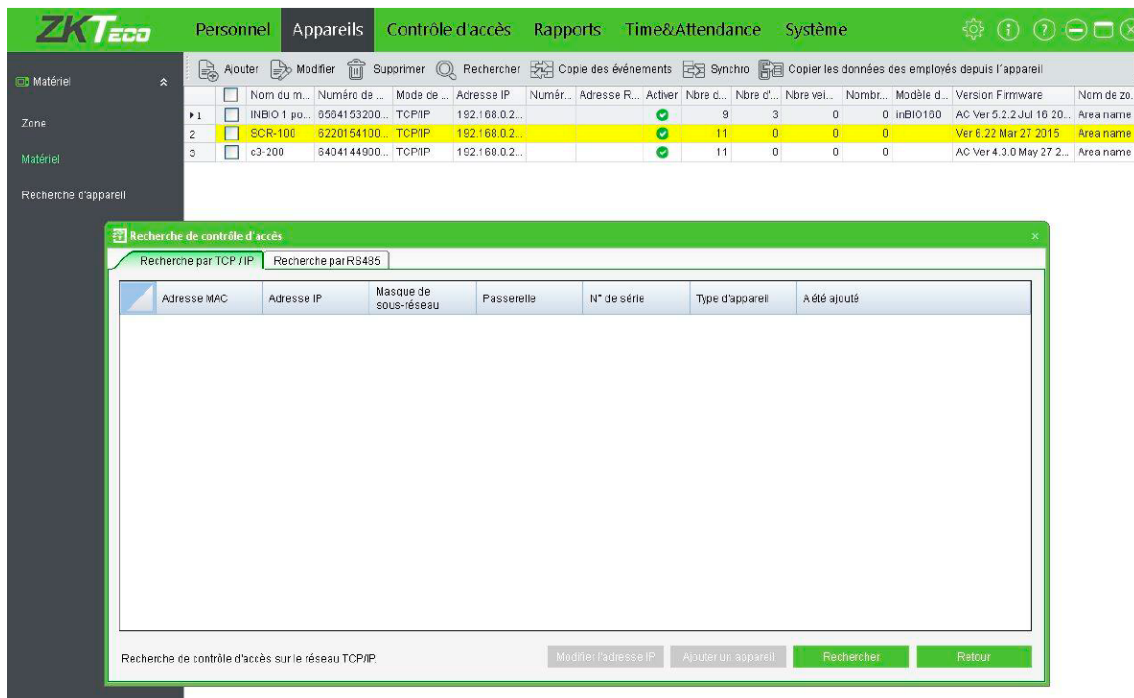 ZKTeco Personnel Appareils Contrôle d'accès Rapports Time&Attendance Système
Ajouter Modifier Supprimer Rechercher Copie des événements Synchro Copier les données des employés depuis l'appareil
Matériel
Zone
Matériel
Recherche d'appareil
Nom du m... Numéro de ... Mode de ... Adresse IP Numér... Adresse R... Activer Nbre d... Nbre d'... Nbre vei... Nombr... Modèle d... Version Firmware Nom de zo...
1 INBIO 1 po... 6564153200... TCP/IP 192.168.0.2... 9 3 0 0 inBIO160 AC Ver 5.2.2 Jul 16 20... Area name
2 SCR-100 6220154100... TCP/IP 192.168.0.2... 11 0 0 0 Ver 6.22 Mar 27 2015 Area name
3 c3-200 6404144900... TCP/IP 192.168.0.2... 11 0 0 0 AC Ver 4.3.0 May 27 2... Area name
Recherche de contrôle d'accès
Recherche par TCP / IP Recherche par RS485
Adresse MAC Adresse IP Masque de sous-réseau Passerelle N° de série Type d'appareil A été ajouté
Recherche de contrôle d'accès sur le réseau TCP/IP. Modifier l'adresse IP Ajouter un appareil Rechercher Retour